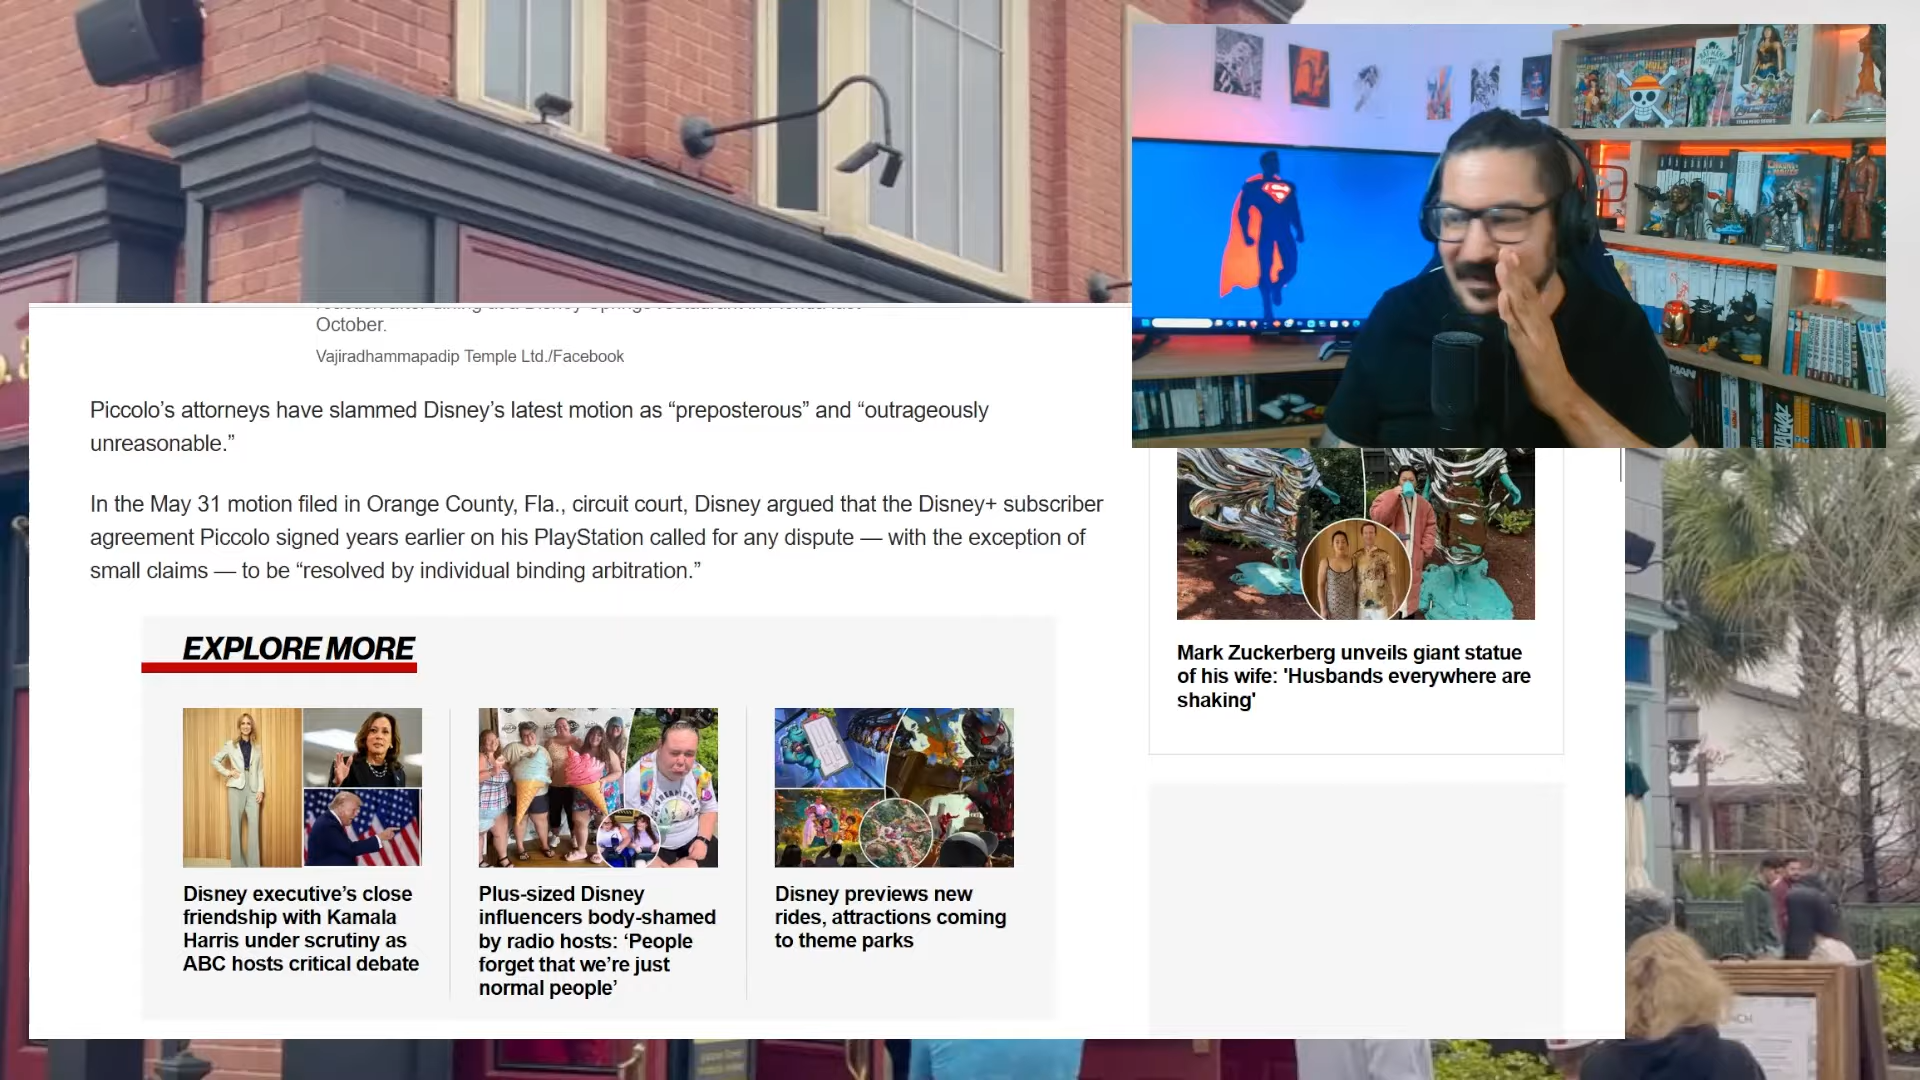 October.
Vajiradhammapadip Temple Ltd./Facebook
Piccolo’s attorneys have slammed Disney’s latest motion as “preposterous” and “outrageously
unreasonable.”
In the May 31 motion filed in Orange County, Fla., circuit court, Disney argued that the Disney+ subscriber
agreement Piccolo signed years earlier on his PlayStation called for any dispute — with the exception of
small claims — to be “resolved by individual binding arbitration.”
EXPLORE MORE
Disney executive’s close
friendship with Kamala
Harris under scrutiny as
ABC hosts critical debate
Plus-sized Disney
influencers body-shamed
by radio hosts: ‘People
forget that we’re just
normal people’
Disney previews new
rides, attractions coming
to theme parks
Mark Zuckerberg unveils giant statue
of his wife: 'Husbands everywhere are
shaking'